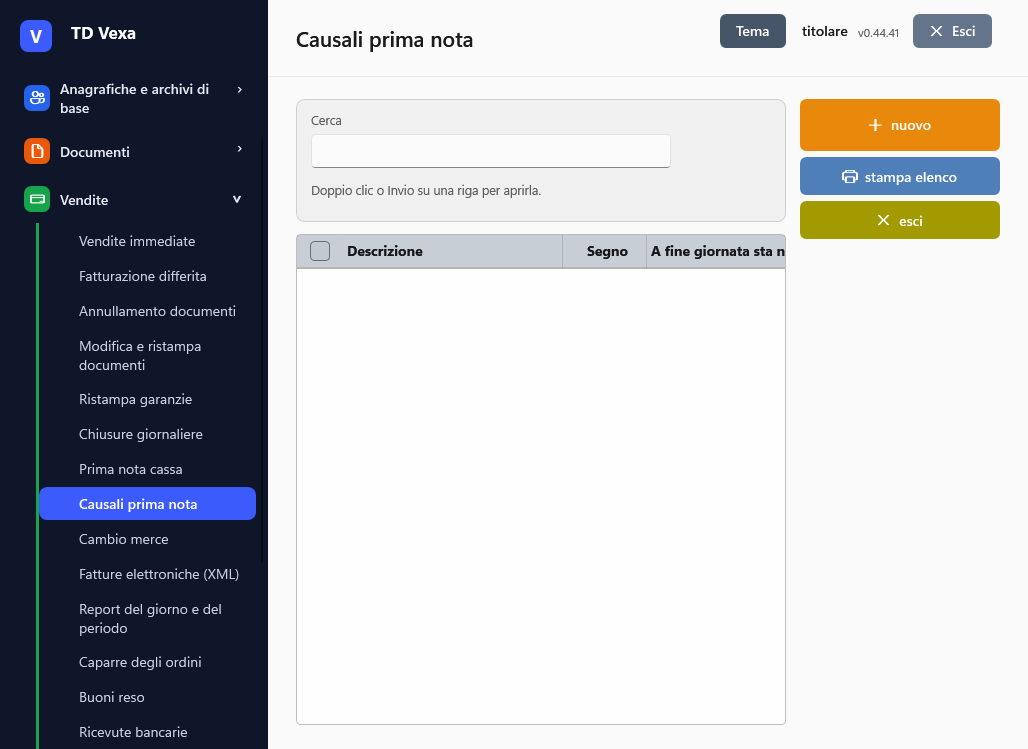 V TD Vexa
Anagrafiche e archivi di
base
Documenti
Vendite
Vendite immediate
Fatturazione differita
Annullamento documenti
Modifica e ristampa
documenti
Ristampa garanzie
Chiusure giornaliere
Prima nota cassa
Causali prima nota
Cambio merce
Fatture elettroniche (XML)
Report del giorno e del
periodo
Caparre degli ordini
Buoni reso
Ricevute bancarie
Causali prima nota
Tema titolare v0.44.41 Esci
Cerca
Doppio clic o Invio su una riga per aprirla.
Descrizione Segno A fine giornata sta n
nuovo
stampa elenco
esci